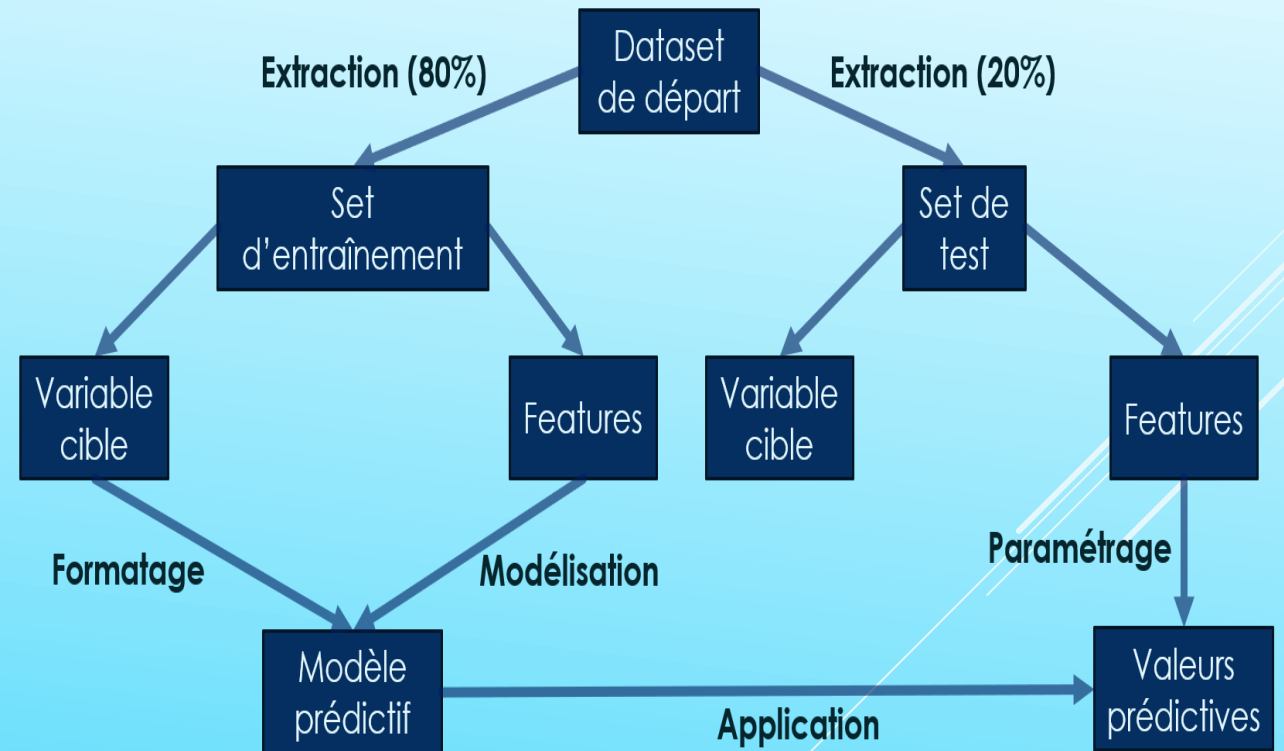 Dataset
de départ
Extraction (80%)
Extraction (20%)
Set
d'entraînement
Set de
test
Variable
cible
Features
Variable
cible
Features
Formatage
Modélisation
Paramétrage
Modèle
prédictif
Application
Valeurs
prédictives